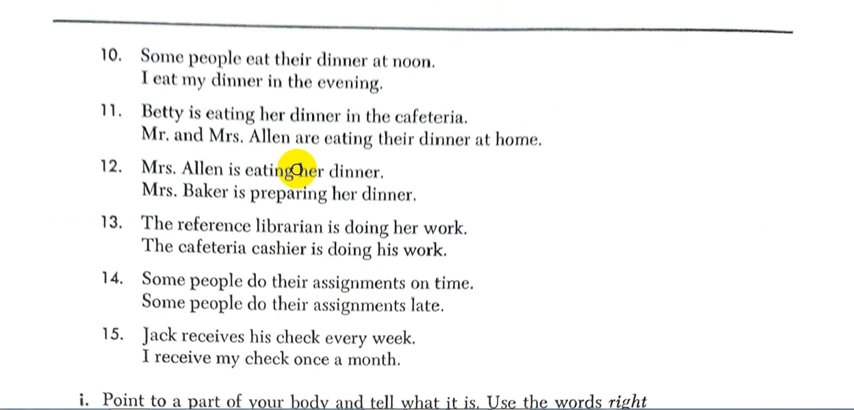 10. Some people eat their dinner at noon.
I eat my dinner in the evening.
11. Betty is eating her dinner in the cafeteria.
Mr. and Mrs. Allen are eating their dinner at home.
12. Mrs. Allen is eating her dinner.
Mrs. Baker is preparing her dinner.
13. The reference librarian is doing her work.
The cafeteria cashier is doing his work.
14. Some people do their assignments on time.
Some people do their assignments late.
15. Jack receives his check every week.
I receive my check once a month.
i. Point to a part of your body and tell what it is. Use the words right